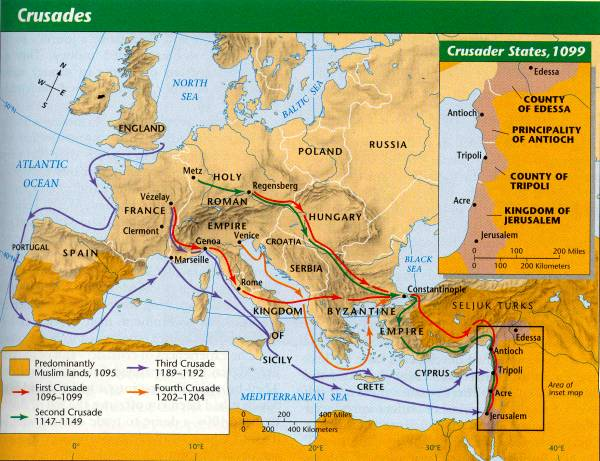 Crusades
Crusader States, 1099
Edessa
COUNTY
OF EDESSA
Antioch
PRINCIPALITY
OF ANTIOCH
Tripoli
COUNTY OF
TRIPOLI
Acre
KINGDOM OF
JERUSALEM
Jerusalem
0 100 200 Miles
0 100 200 Kilometers
N
W E
S
NORTH
SEA
BALTIC SEA
50°N
ENGLAND
POLAND
RUSSIA
ATLANTIC
OCEAN
Metz
HOLY
ROMAN
EMPIRE
Regensberg
Vézelay
FRANCE
HUNGARY
Clermont
Genoa
Venice
CROATIA
PORTUGAL
SPAIN
Marseille
SERBIA
BLACK
SEA
40°N
Rome
Constantinople
KINGDOM
OF
SICILY
BYZANTINE
EMPIRE
SELJUK TURKS
Edessa
Antioch
CYPRUS
Tripoli
CRETE
Acre
Area of
inset map
MEDITERRANEAN SEA
Jerusalem
Predominantly
Muslim lands, 1095
First Crusade
1096–1099
Second Crusade
1147–1149
Third Crusade
1189–1192
Fourth Crusade
1202–1204
0 200 400 Miles
0 200 400 Kilometers
0°
10°E
20°E
30°E
40°E